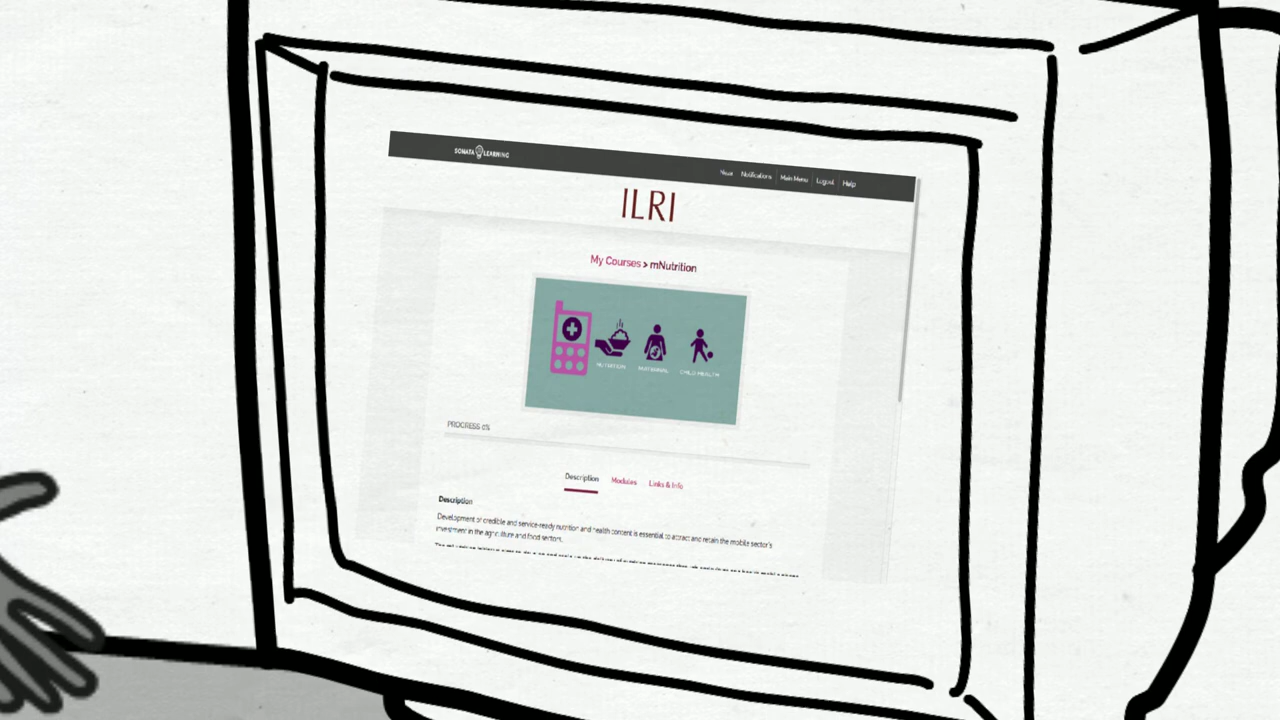 SONATA LEARNING
News Notifications Main Menu Logout Help
ILRI
My Courses > mNutrition
NUTRITION MATERNAL CHILD HEALTH
PROGRESS 0%
Description Modules Links & Info
Description
Development of credible and service-ready nutrition and health content is essential to attract and retain the mobile sector's
investment in the agriculture and food sectors.